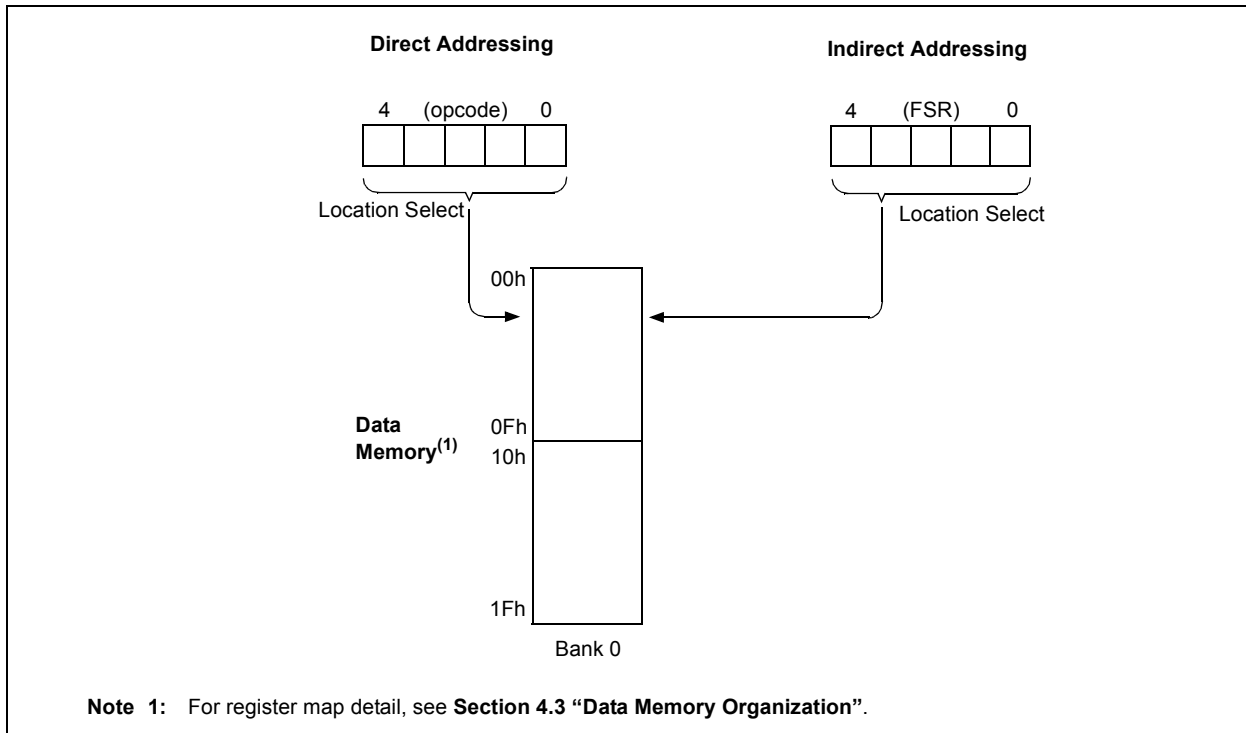 Direct Addressing
Indirect Addressing
4 (opcode) 0
4 (FSR) 0
Location Select
Location Select
00h
Data
Memory(1)
0Fh
10h
1Fh
Bank 0
Note 1: For register map detail, see Section 4.3 “Data Memory Organization”.